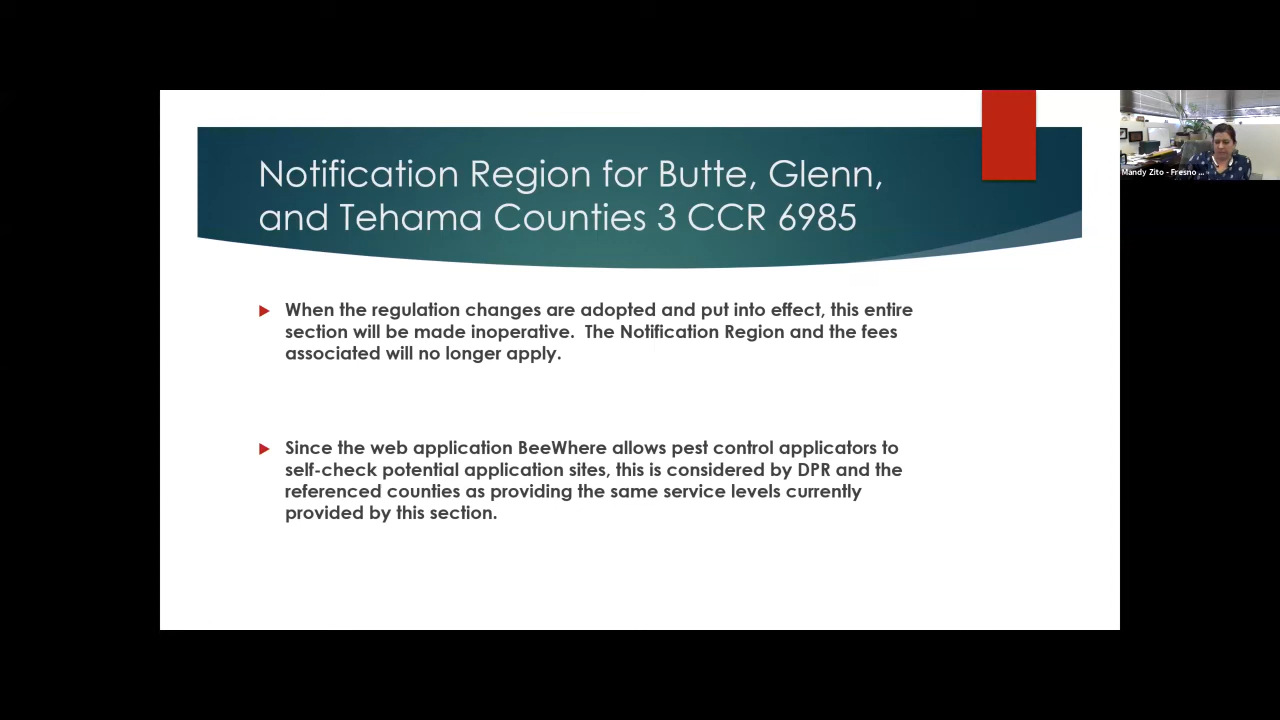 Notification Region for Butte, Glenn,
and Tehama Counties 3 CCR 6985
When the regulation changes are adopted and put into effect, this entire
section will be made inoperative.  The Notification Region and the fees
associated will no longer apply.
Since the web application BeeWhere allows pest control applicators to
self-check potential application sites, this is considered by DPR and the
referenced counties as providing the same service levels currently
provided by this section.
Mandy Zito - Fresno ...